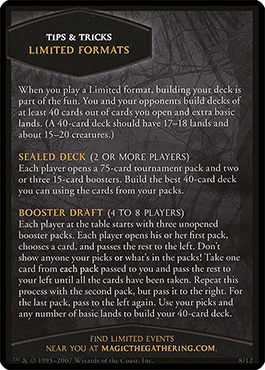 TIPS & TRICKS
LIMITED FORMATS
When you play a Limited format, building your deck is
part of the fun. You and your opponents build decks of
at least 40 cards out of cards you open and extra basic
lands. (A 40-card deck should have 17–18 lands and
about 15–20 creatures.)
SEALED DECK (2 OR MORE PLAYERS)
Each player opens a 75-card tournament pack and two
or three 15-card boosters. Build the best 40-card deck
you can using the cards from your packs.
BOOSTER DRAFT (4 TO 8 PLAYERS)
Each player at the table starts with three unopened
booster packs. Each player opens his or her first pack,
chooses a card, and passes the rest to the left. Don't
show anyone your picks or what's in the packs! Take one
card from each pack passed to you and pass the rest to
your left until all the cards have been taken. Repeat this
process with the second pack, but pass it to the right. For
the last pack, pass to the left again. Use your picks and
any number of basic lands to build your 40-card deck.
FIND LIMITED EVENTS
NEAR YOU AT MAGICTHEGATHERING.COM.
™ & © 1993–2007 Wizards of the Coast, Inc. 8/12